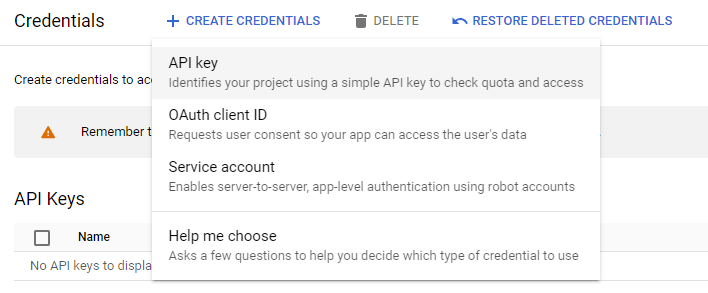 Credentials
+ CREATE CREDENTIALS
DELETE
RESTORE DELETED CREDENTIALS
Create credentials to
API key
Identifies your project using a simple API key to check quota and access
OAuth client ID
Requests user consent so your app can access the user's data
Remember
Service account
Enables server-to-server, app-level authentication using robot accounts
API Keys
Name
Help me choose
Asks a few questions to help you decide which type of credential to use
No API keys to